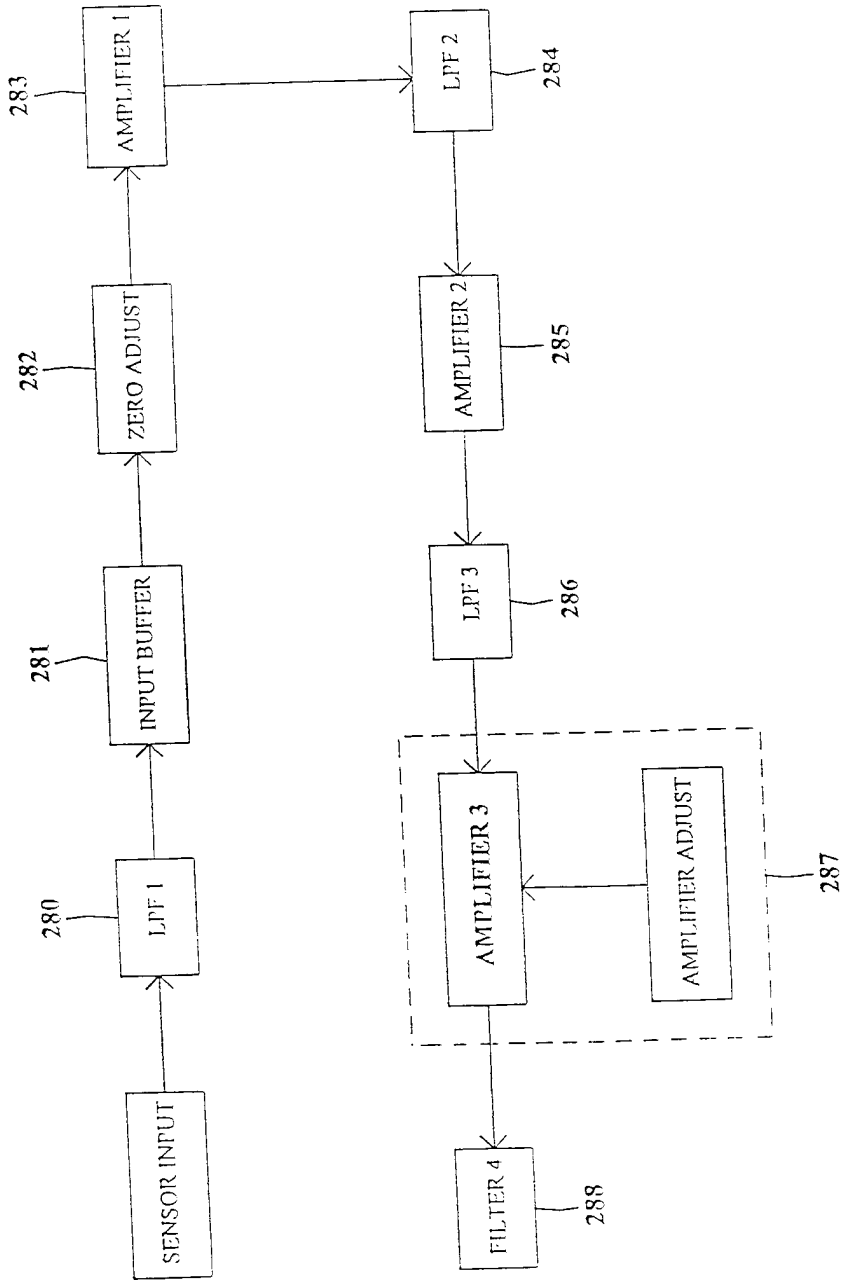 SENSOR INPUT
280
LPF 1
281
INPUT BUFFER
282
ZERO ADJUST
283
AMPLIFIER 1
LPF 2
284
AMPLIFIER 2
285
LPF 3
286
AMPLIFIER 3
AMPLIFIER ADJUST
287
FILTER 4
288